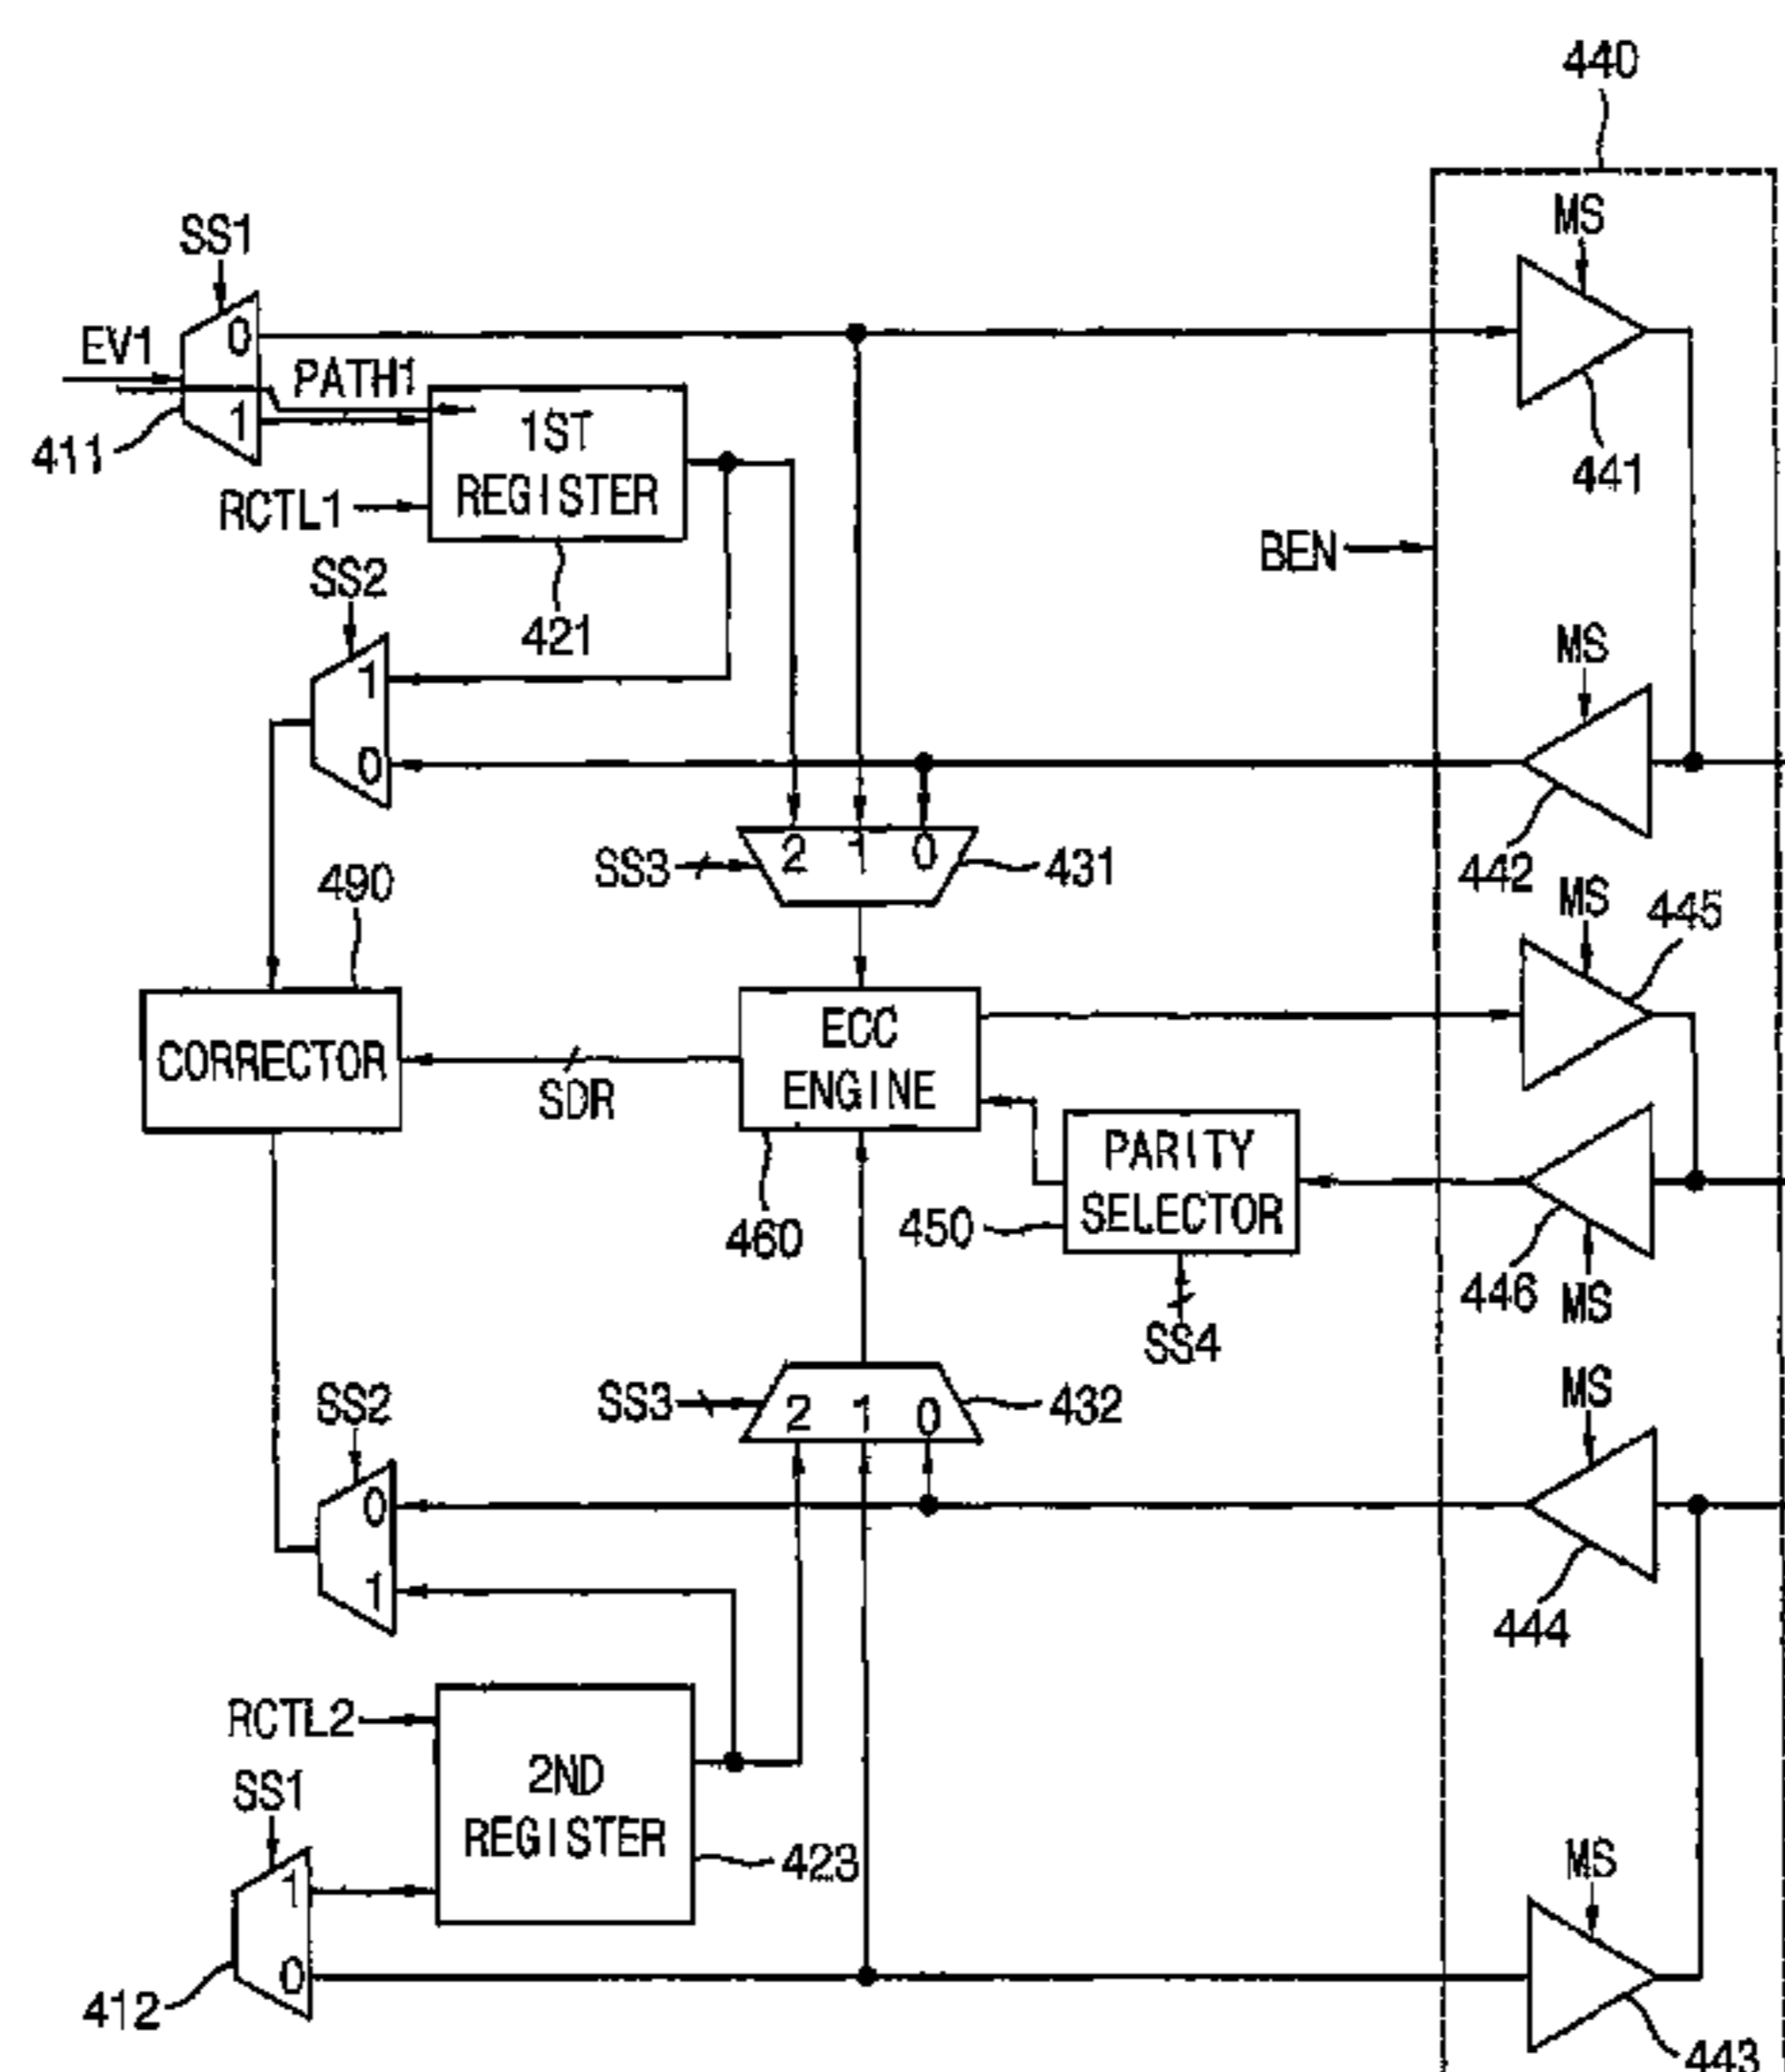 440
MS
SS1
0
EV1
PATH1
1
411
1ST
REGISTER
441
RCTL1
BEN
SS2
421
MS
1
0
SS3
2 1 0
431
442
490
MS
445
CORRECTOR
ECC
ENGINE
SDR
PARITY
SELECTOR
460
450
446
MS
SS4
MS
SS2
SS3
2 1 0
432
0
1
444
RCTL2
2ND
REGISTER
SS1
423
MS
1
0
412
443